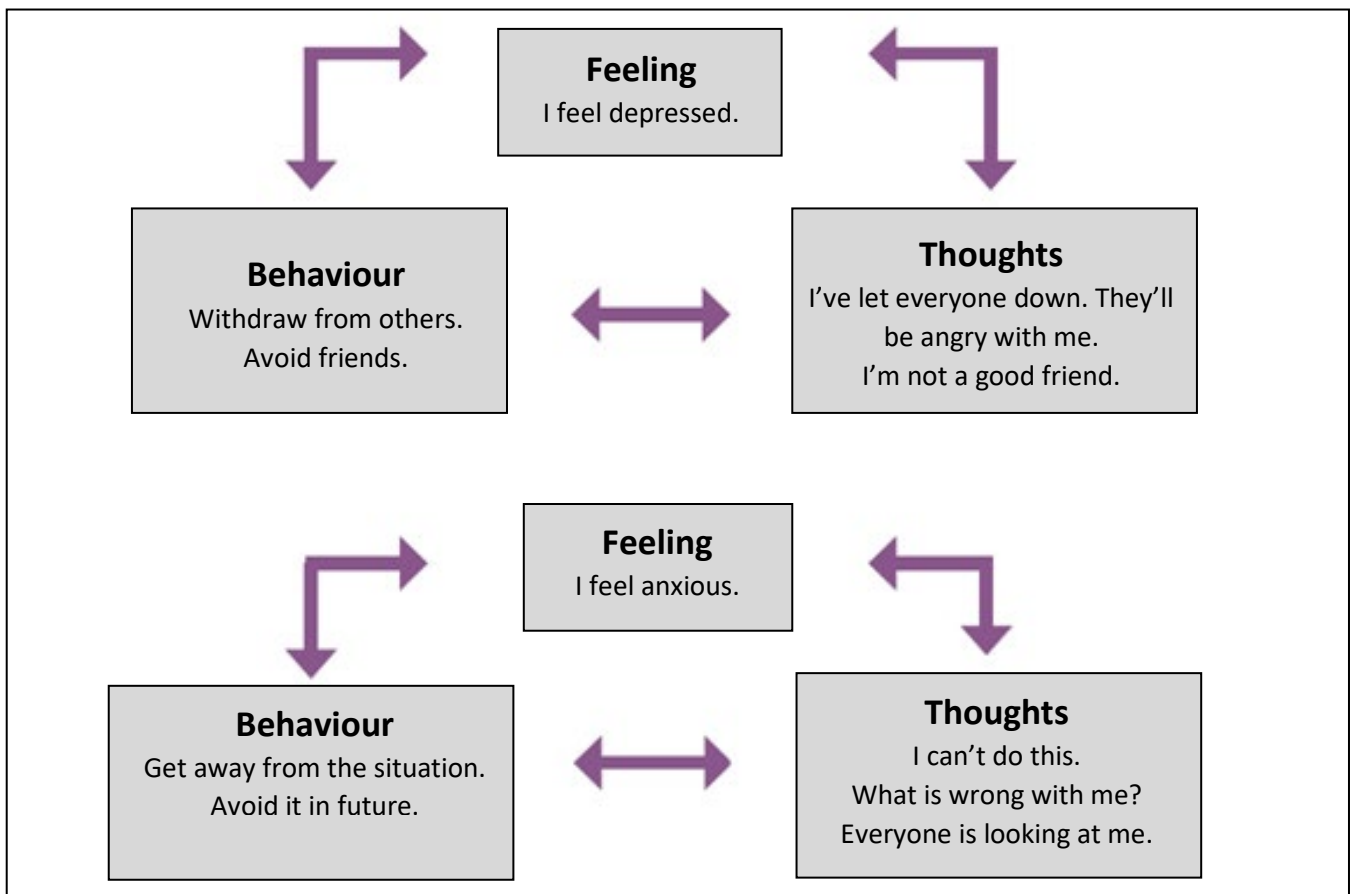 Feeling
I feel depressed.
Behaviour
Withdraw from others.
Avoid friends.
Thoughts
I’ve let everyone down. They’ll
be angry with me.
I’m not a good friend.
Feeling
I feel anxious.
Behaviour
Get away from the situation.
Avoid it in future.
Thoughts
I can’t do this.
What is wrong with me?
Everyone is looking at me.